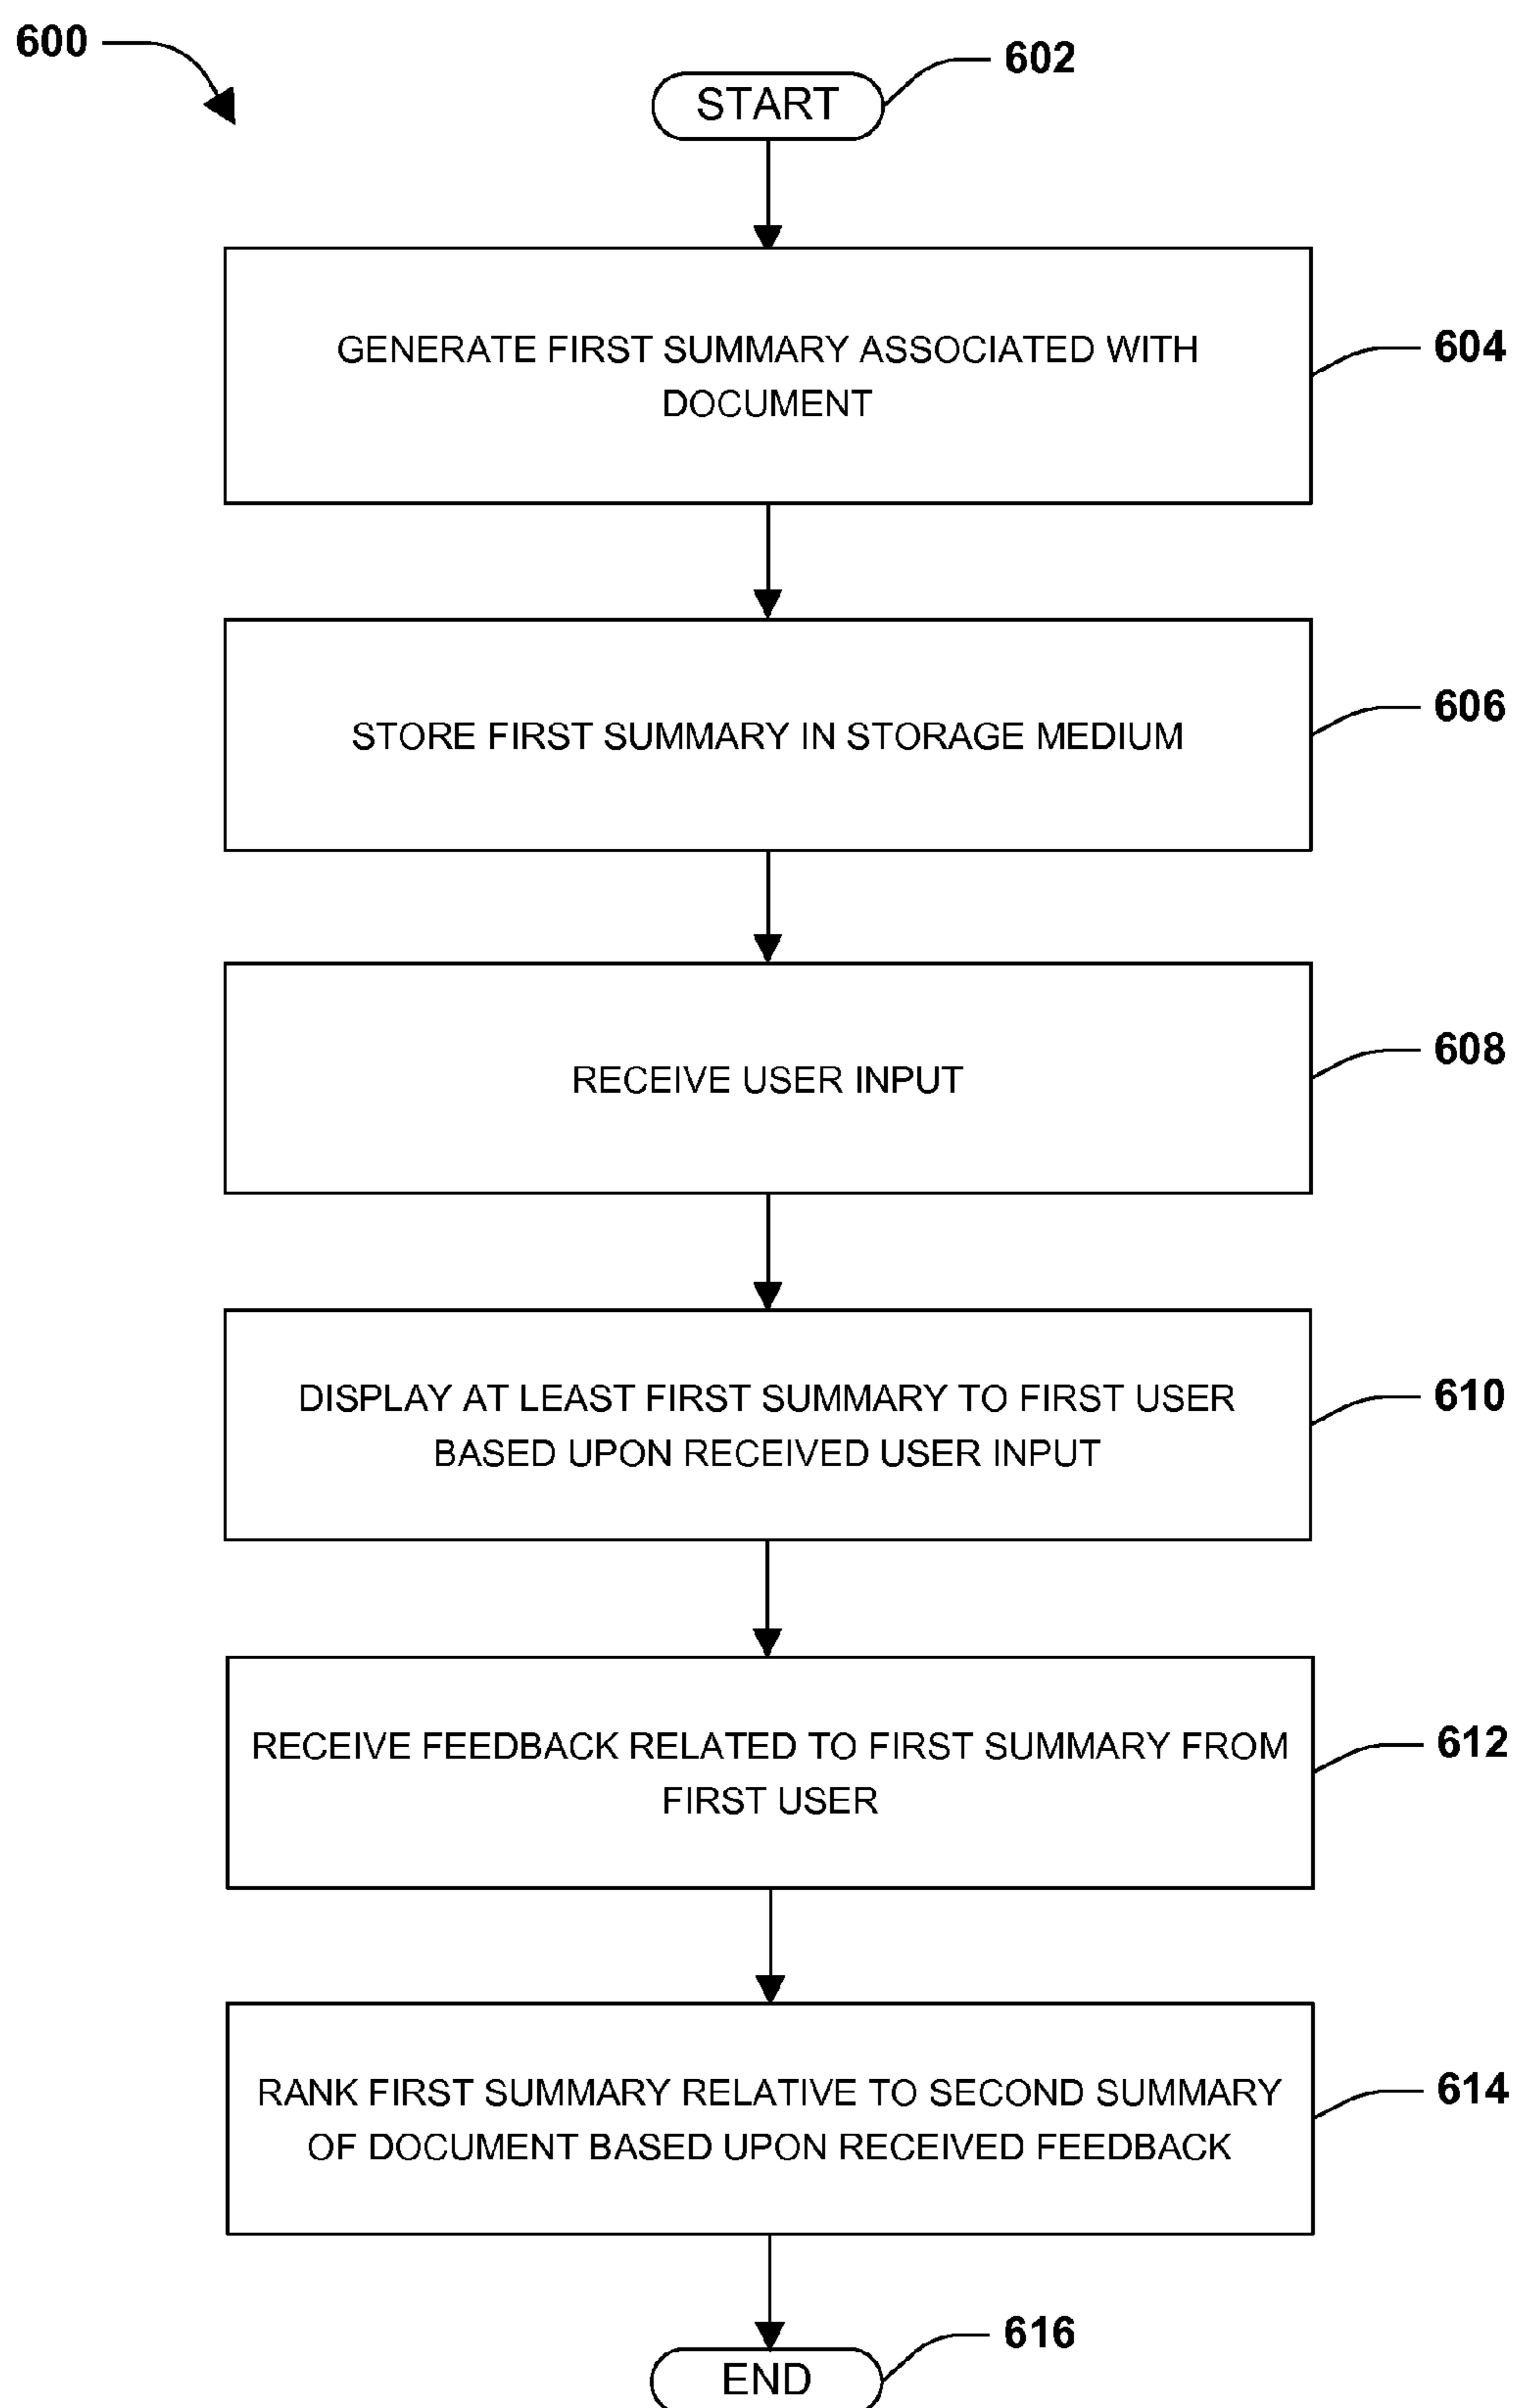 600
602
START
GENERATE FIRST SUMMARY ASSOCIATED WITH
DOCUMENT
604
STORE FIRST SUMMARY IN STORAGE MEDIUM
606
RECEIVE USER INPUT
608
DISPLAY AT LEAST FIRST SUMMARY TO FIRST USER
BASED UPON RECEIVED USER INPUT
610
RECEIVE FEEDBACK RELATED TO FIRST SUMMARY FROM
FIRST USER
612
RANK FIRST SUMMARY RELATIVE TO SECOND SUMMARY
OF DOCUMENT BASED UPON RECEIVED FEEDBACK
614
616
END